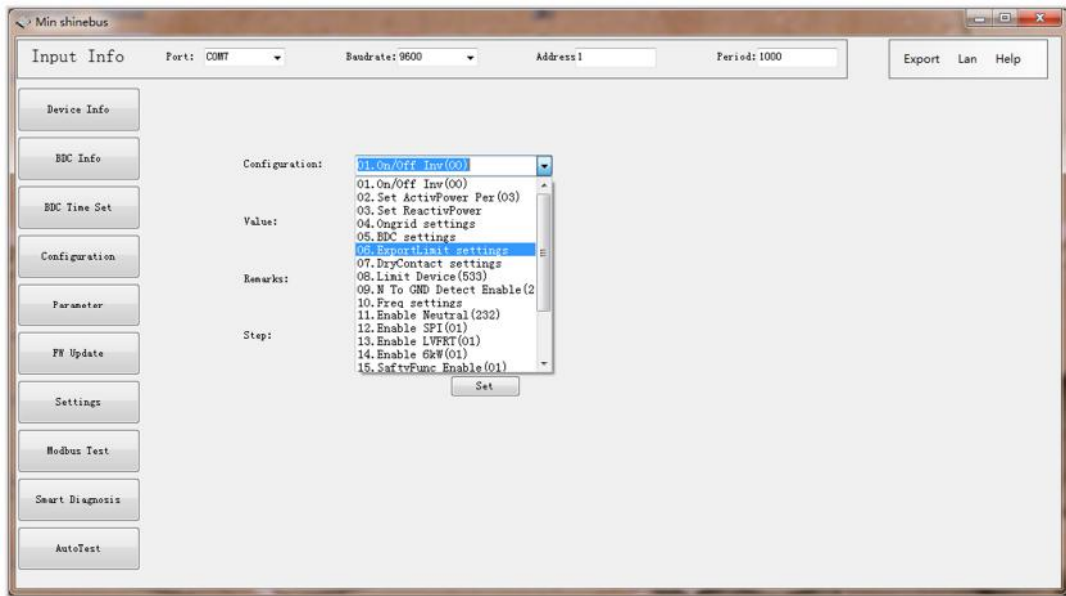 Min shinebus
Input Info Port: COM7 Baudrate: 9600 Address 1 Period: 1000 Export Lan Help
Device Info
BDC Info
BDC Time Set
Configuration
Parameter
FW Update
Settings
Modbus Test
Smart Diagnosis
AutoTest
Configuration: 01.On/Off Inv(00)
Value:
Remarks:
Step:
01.On/Off Inv(00)
02.Set ActivPower Per(03)
03.Set ReactivPower
04.Ongrid settings
05.BDC settings
06.ExportLimit settings
07.DryContact settings
08.Limit Device(533)
09.N To GND Detect Enable(2
10.Freq settings
11.Enable Neutral(232)
12.Enable SPI(01)
13.Enable LVFRT(01)
14.Enable 6kW(01)
15.SaftyFunc Enable(01)
Set